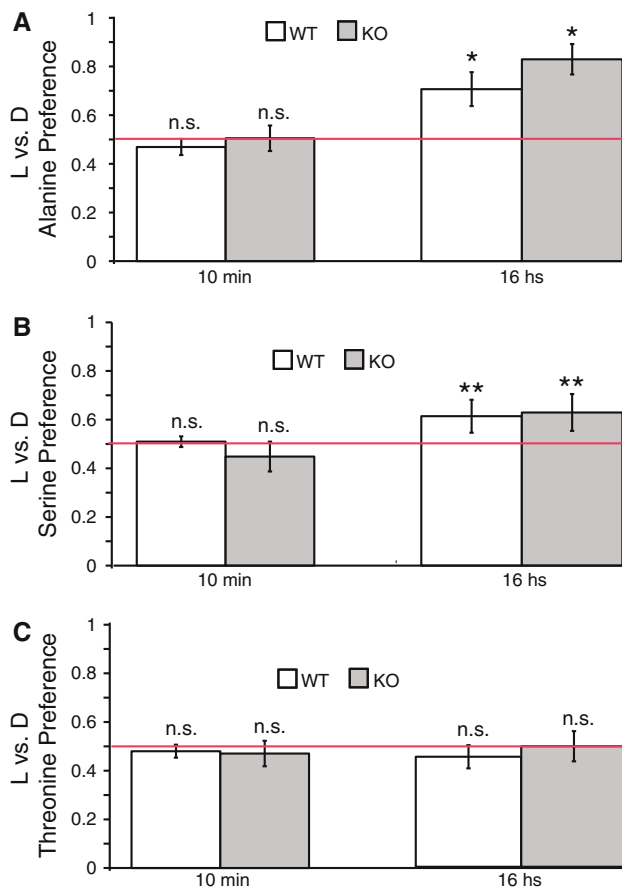 A
L vs. D
Alanine Preference
1
0.8
0.6
0.4
0.2
0
WT
KO
n.s.
n.s.
*
*
10 min
16 hs
B
L vs. D
Serine Preference
1
0.8
0.6
0.4
0.2
0
WT
KO
n.s.
n.s.
**
**
10 min
16 hs
C
L vs. D
Threonine Preference
1
0.8
0.6
0.4
0.2
0
WT
KO
n.s.
n.s.
n.s.
n.s.
10 min
16 hs